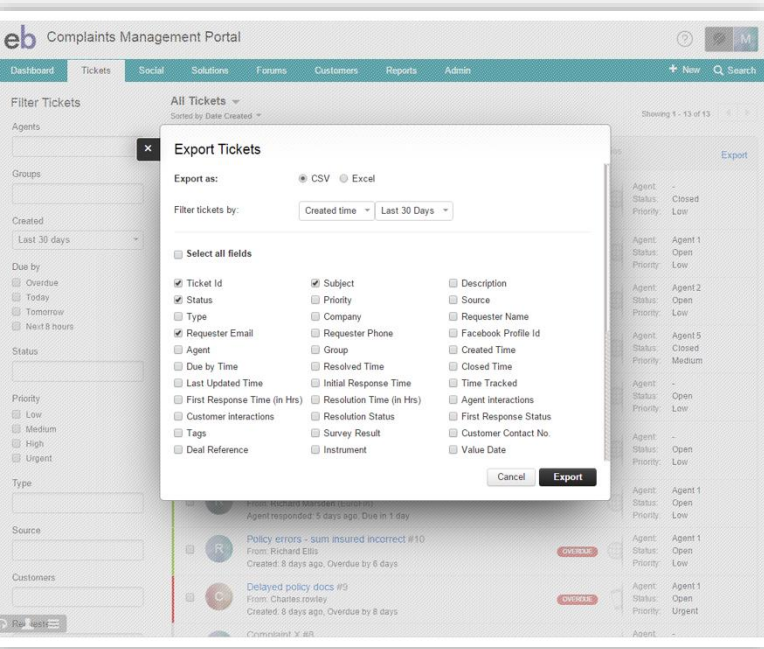 eb Complaints Management Portal
? M
Dashboard Tickets Social Solutions Forums Customers Reports Admin + New Search
Filter Tickets
All Tickets
Sorted by Date Created
Showing 1 - 13 of 13
Agents
Export
Groups
Created
Last 30 days
Due by
Overdue
Today
Tomorrow
Next 8 hours
Status
Priority
Low
Medium
High
Urgent
Type
Source
Customers
×
Export Tickets
Export as: CSV Excel
Filter tickets by: Created time Last 30 Days
Select all fields
Ticket Id Subject Description
Status Priority Source
Type Company Requester Name
Requester Email Requester Phone Facebook Profile Id
Agent Group Created Time
Due by Time Resolved Time Closed Time
Last Updated Time Initial Response Time Time Tracked
First Response Time (in Hrs) Resolution Time (in Hrs) Agent interactions
Customer interactions Resolution Status First Response Status
Tags Survey Result Customer Contact No.
Deal Reference Instrument Value Date
Cancel Export
Agent: -
Status: Closed
Priority: Low
Agent: Agent 1
Status: Open
Priority: Low
Agent: Agent 2
Status: Open
Priority: Low
Agent: Agent 5
Status: Closed
Priority: Medium
Agent: -
Status: Open
Priority: Low
Agent: -
Status: Open
Priority: Low
From: Richard Marsden
Agent responded: 5 days ago, Due in 1 day
Agent: Agent 1
Status: Open
Priority: Low
R
Policy errors - sum insured incorrect #10
From: Richard Ellis
Created: 8 days ago, Overdue by 6 days
OVERDUE
Agent: Agent 1
Status: Open
Priority: Low
C
Delayed policy docs #9
From: Charles.rowley
Created: 8 days ago, Overdue by 8 days
OVERDUE
Agent: Agent 1
Status: Open
Priority: Urgent
Complaint X #8
Agent: -